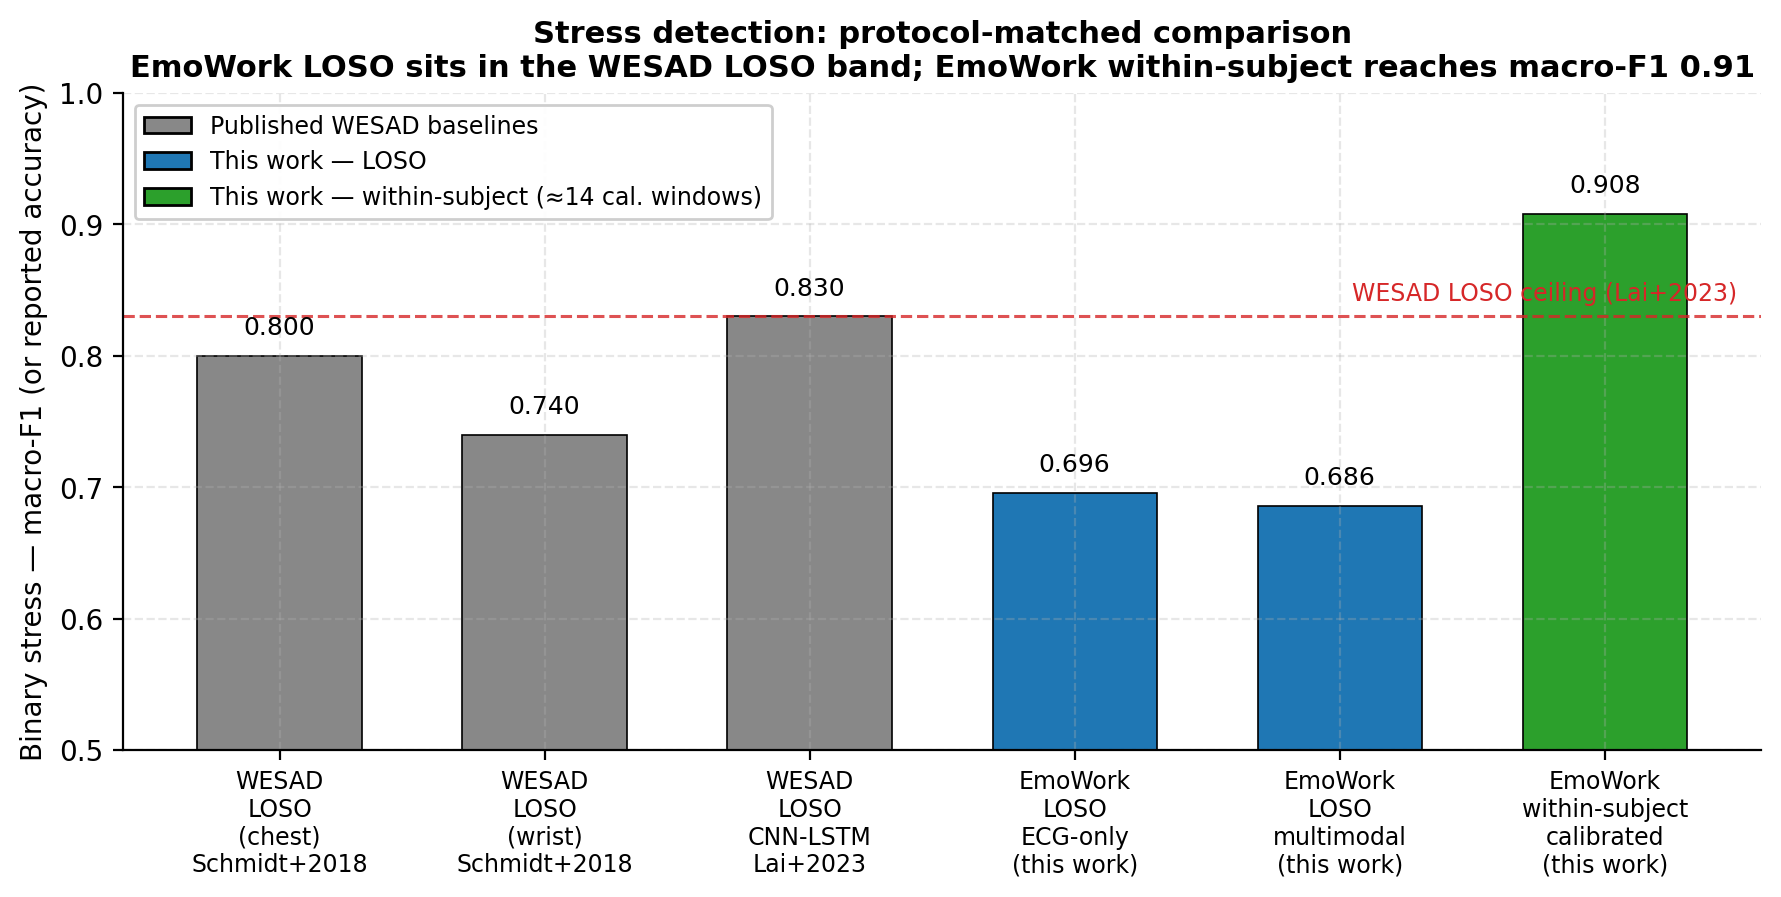 Stress detection: protocol-matched comparison
EmoWork LOSO sits in the WESAD LOSO band; EmoWork within-subject reaches macro-F1 0.91
Binary stress — macro-F1 (or reported accuracy)
1.0
0.9
0.8
0.7
0.6
0.5
Published WESAD baselines
This work — LOSO
This work — within-subject (≈14 cal. windows)
0.800
0.740
0.830
0.696
0.686
0.908
WESAD LOSO ceiling (Lai+2023)
WESAD
LOSO
(chest)
Schmidt+2018
WESAD
LOSO
(wrist)
Schmidt+2018
WESAD
LOSO
CNN-LSTM
Lai+2023
EmoWork
LOSO
ECG-only
(this work)
EmoWork
LOSO
multimodal
(this work)
EmoWork
within-subject
calibrated
(this work)